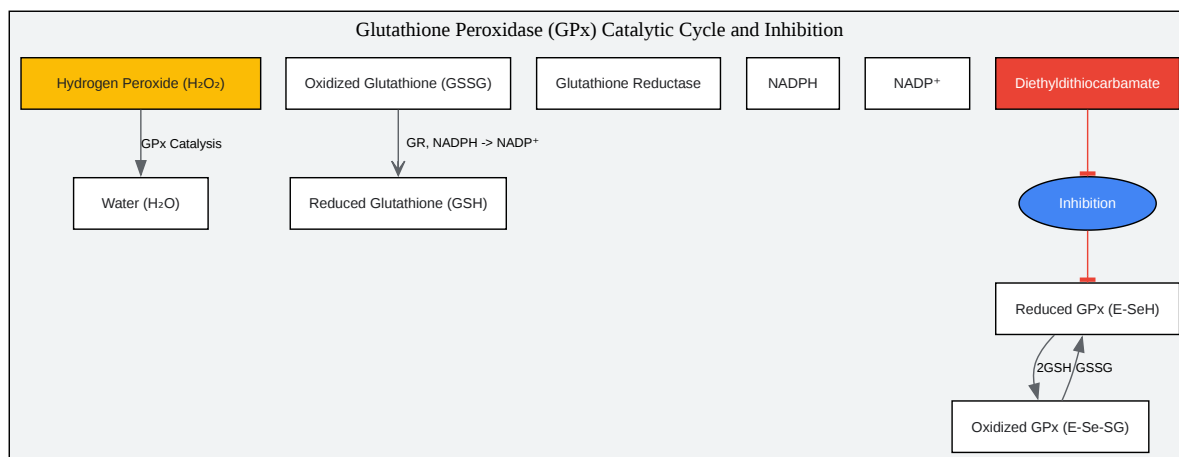 Glutathione Peroxidase (GPx) Catalytic Cycle and Inhibition
Hydrogen Peroxide (H₂O₂)
Oxidized Glutathione (GSSG)
Glutathione Reductase
NADPH
NADP⁺
Diethyldithiocarbamate
GPx Catalysis
GR, NADPH -> NADP⁺
Water (H₂O)
Reduced Glutathione (GSH)
Inhibition
Reduced GPx (E-SeH)
2GSH
GSSG
Oxidized GPx (E-Se-SG)